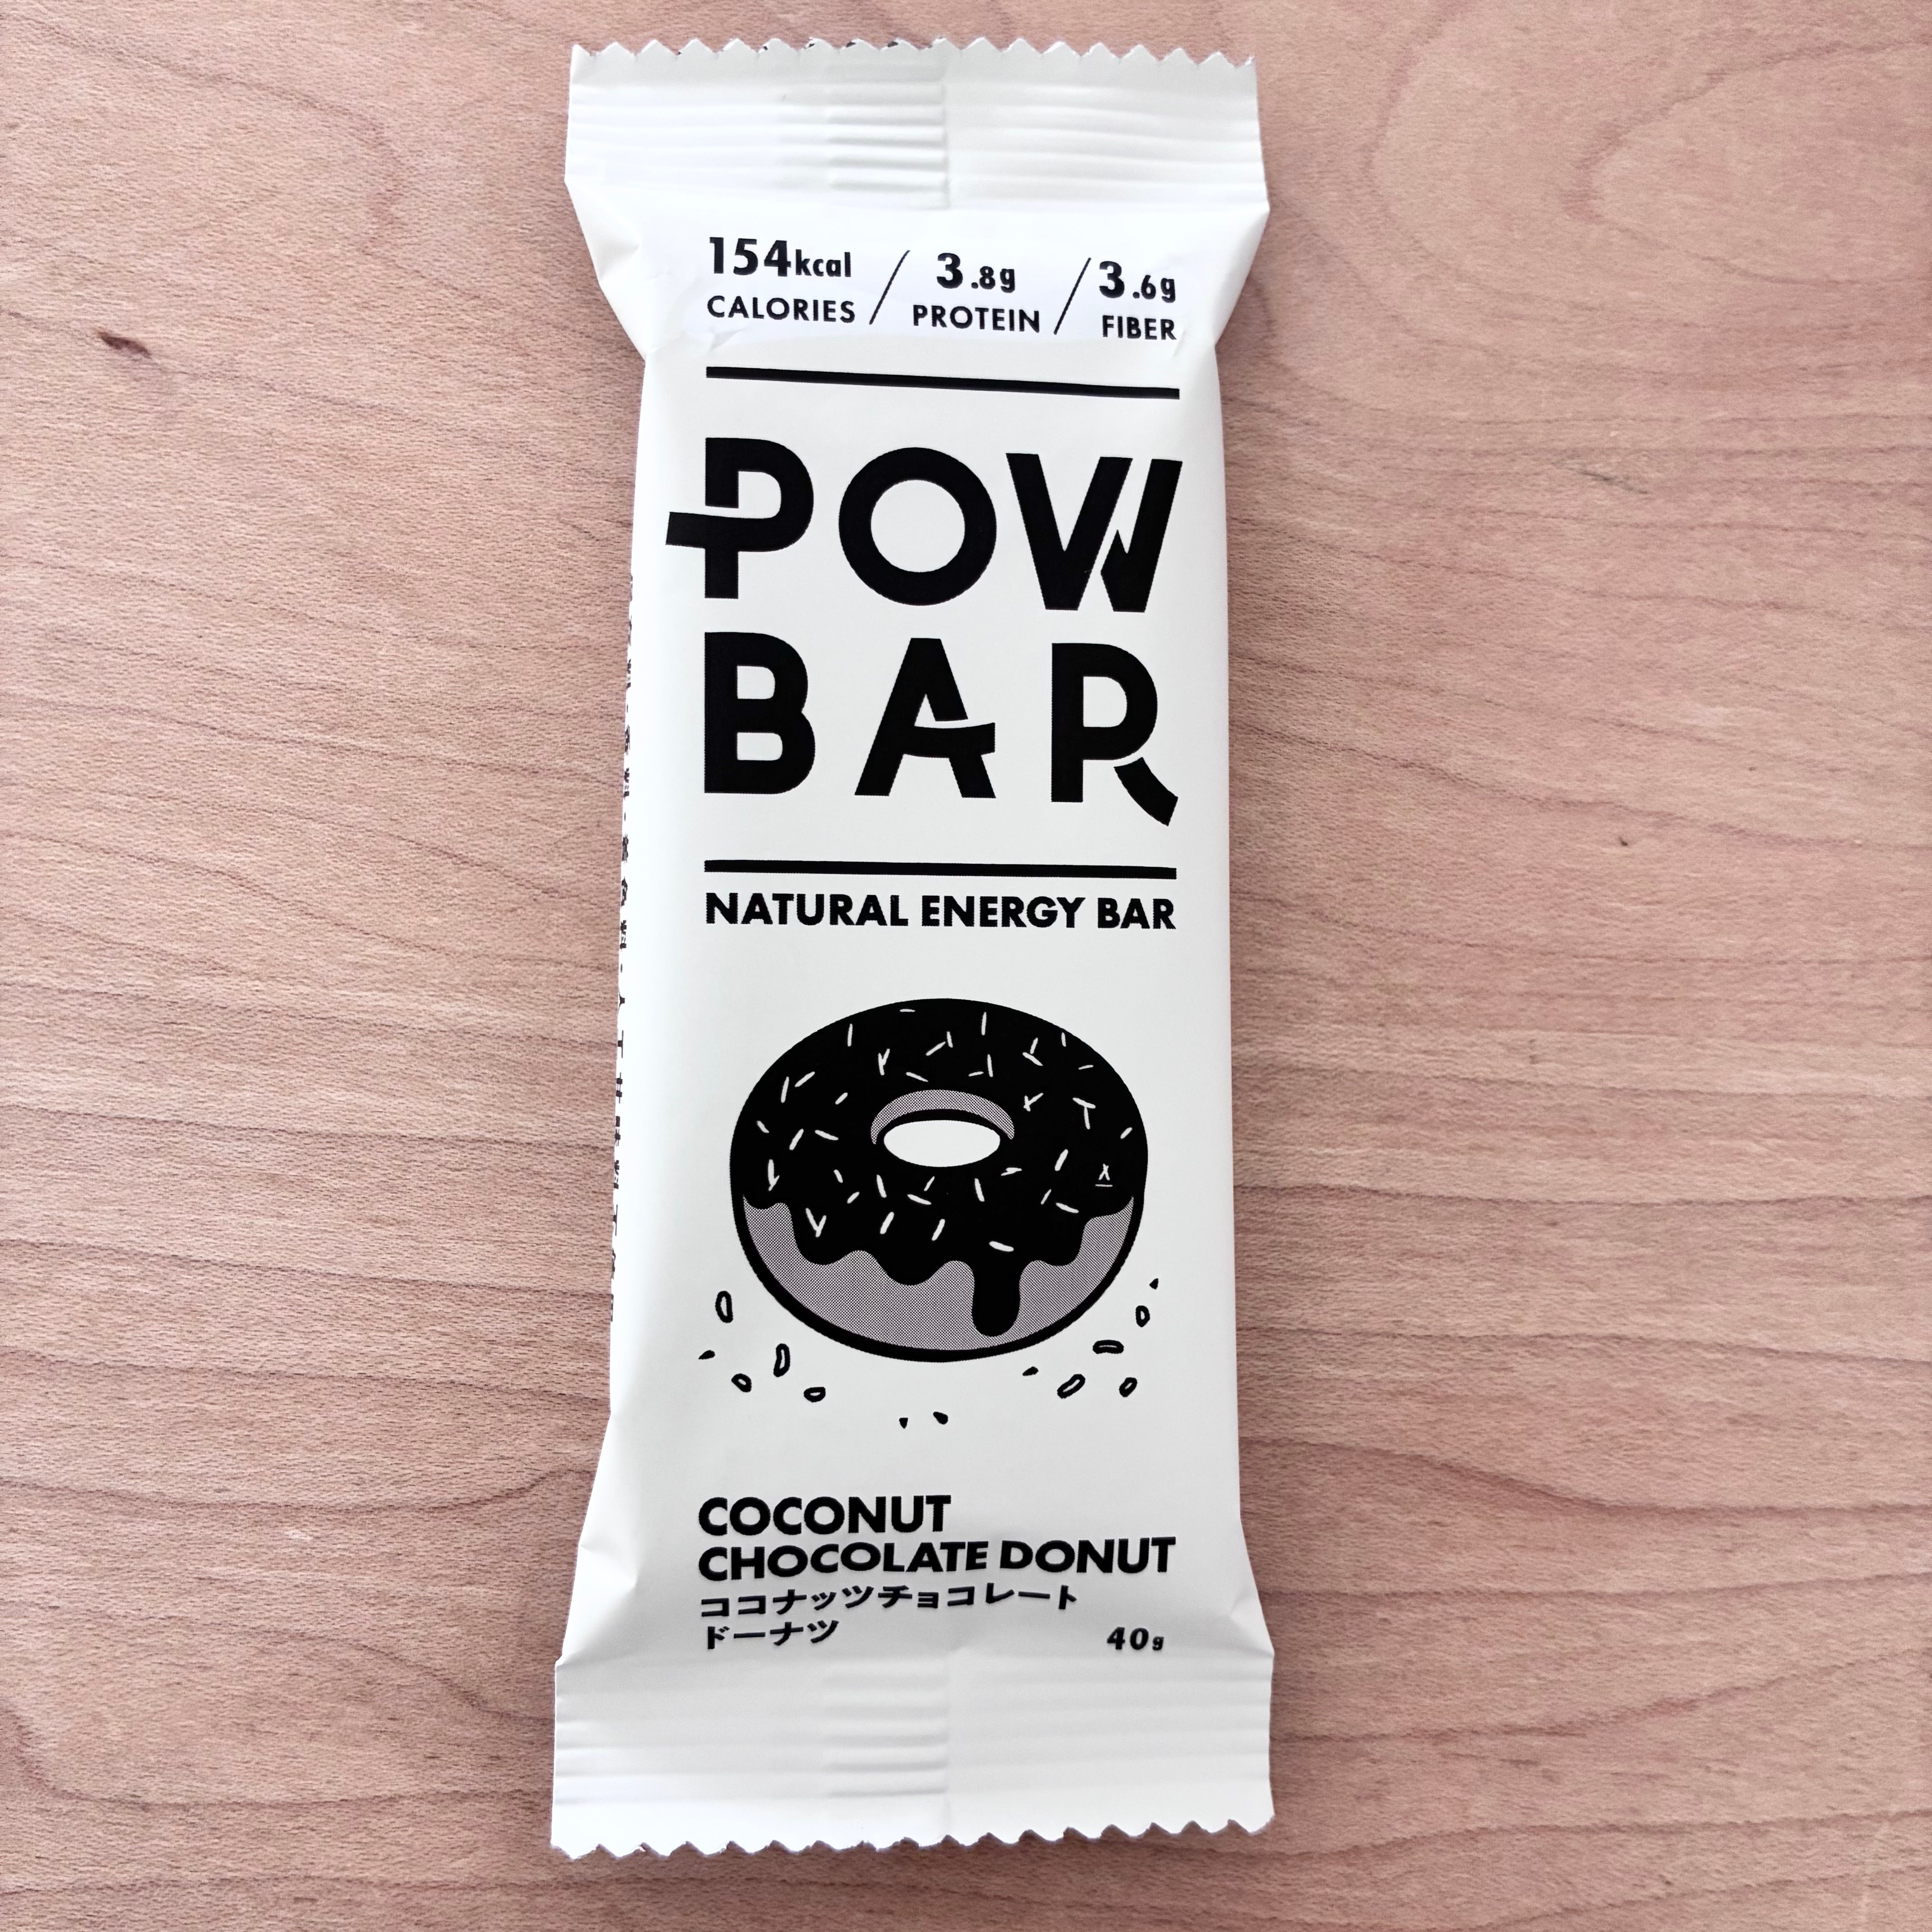 154kcal / 3.8g / 3.6g
CALORIES PROTEIN FIBER
POW
BAR
NATURAL ENERGY BAR
COCONUT
CHOCOLATE DONUT
ココナッツチョコレート
ドーナツ
40g